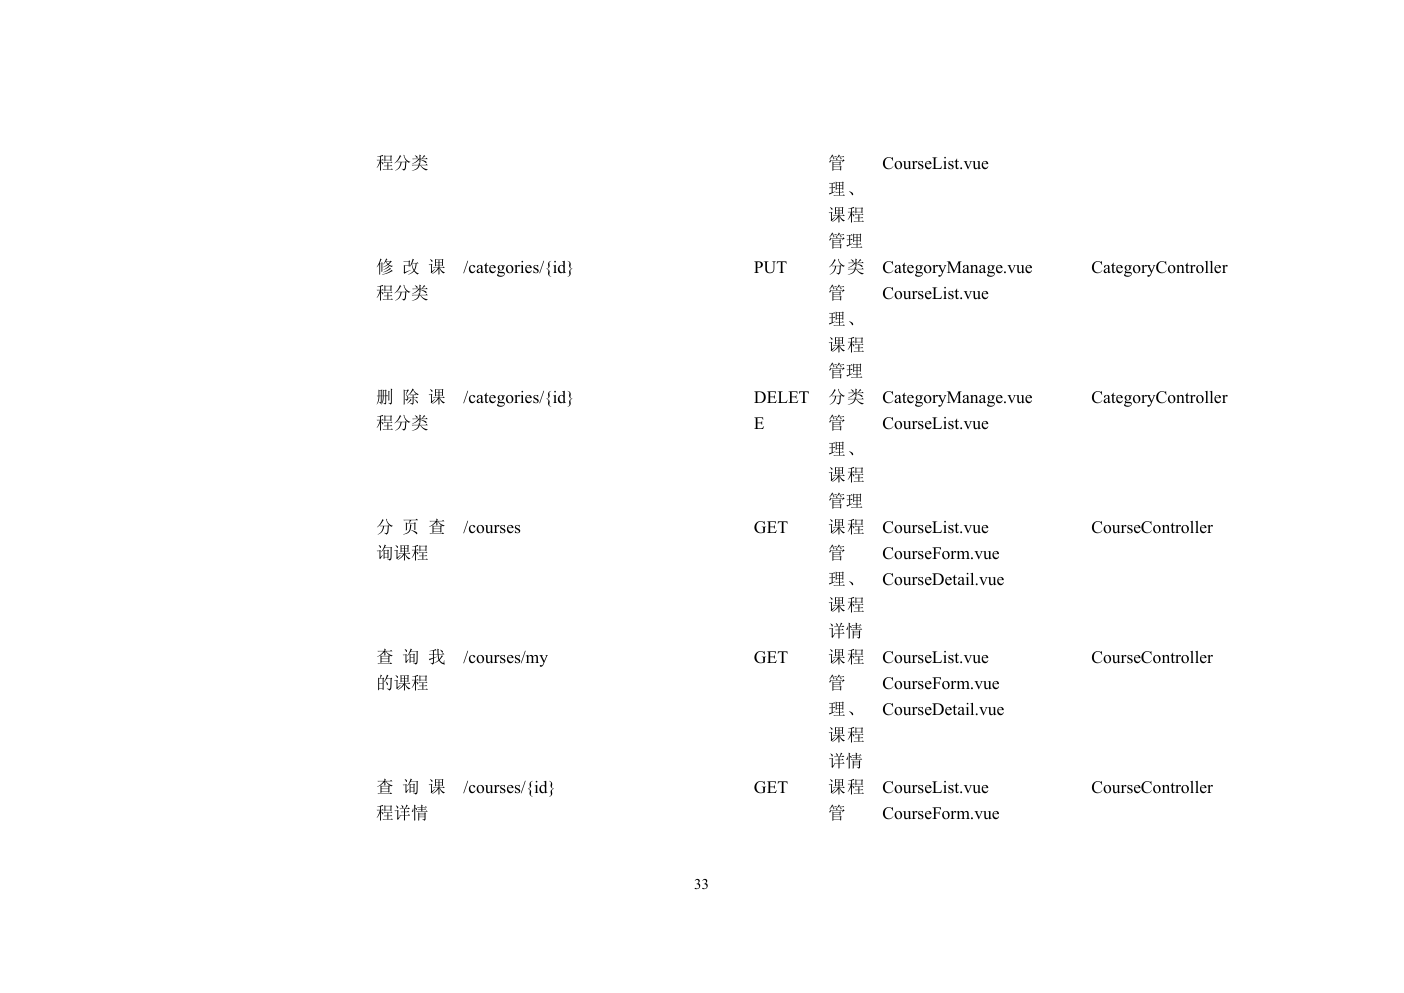 程分类 管 CourseList.vue
理、
课程
管理
修改课 /categories/{id} PUT 分类 CategoryManage.vue CategoryController
程分类 管 CourseList.vue
理、
课程
管理
删除课 /categories/{id} DELET 分类 CategoryManage.vue CategoryController
程分类 E 管 CourseList.vue
理、
课程
管理
分页查 /courses GET 课程 CourseList.vue CourseController
询课程 管 CourseForm.vue
理、 CourseDetail.vue
课程
详情
查询我 /courses/my GET 课程 CourseList.vue CourseController
的课程 管 CourseForm.vue
理、 CourseDetail.vue
课程
详情
查询课 /courses/{id} GET 课程 CourseList.vue CourseController
程详情 管 CourseForm.vue
33